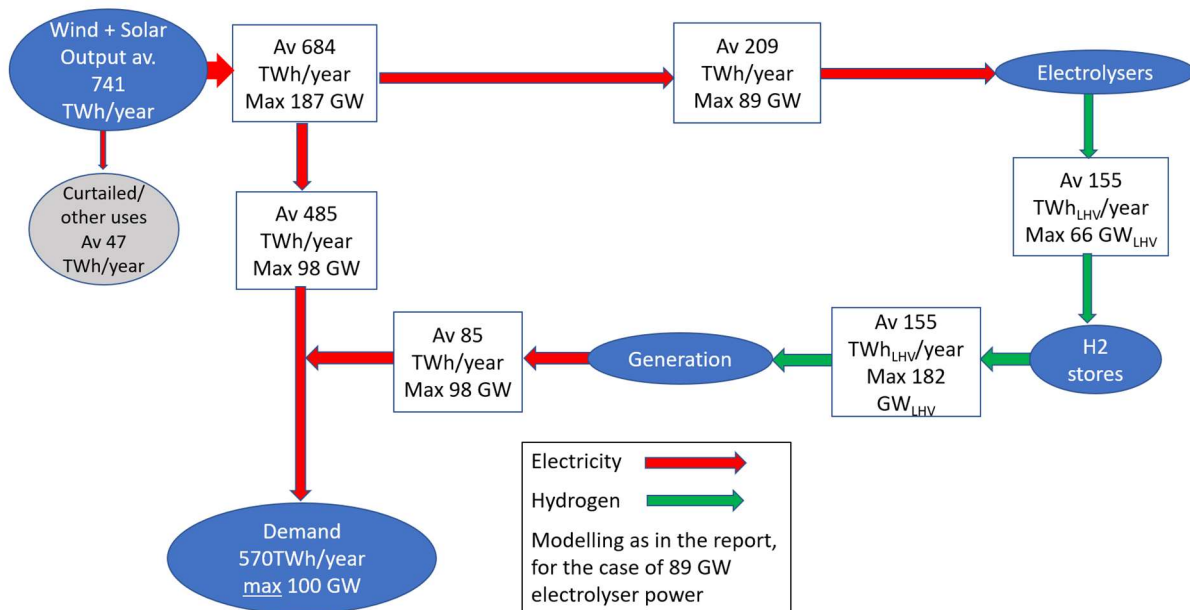 Wind + Solar
Output av.
741
TWh/year
Av 684
TWh/year
Max 187 GW
Av 209
TWh/year
Max 89 GW
Electrolysers
Curtailed/
other uses
Av 47
TWh/year
Av 485
TWh/year
Max 98 GW
Av 155
TWh_LHV/year
Max 66 GW_LHV
Av 85
TWh/year
Max 98 GW
Generation
Av 155
TWh_LHV/year
Max 182
GW_LHV
H2
stores
Electricity
Hydrogen
Modelling as in the report,
for the case of 89 GW
electrolyser power
Demand
570TWh/year
max 100 GW